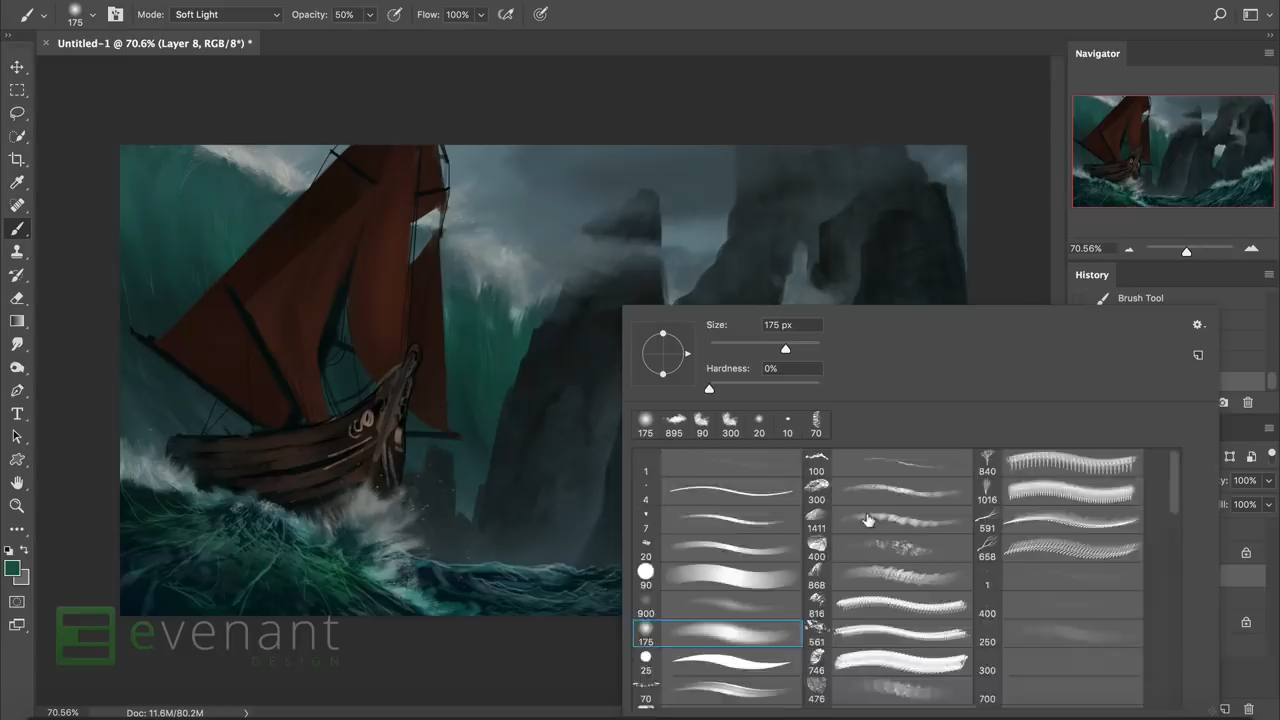 175
Mode: Soft Light
Opacity: 50%
Flow: 100%
× Untitled-1 @ 70.6% (Layer 8, RGB/8*) *
Navigator
70.56%
History
Brush Tool
Size: 175 px
Hardness: 0%
175 895 90 300 20 10 70
1 100 840
4 300 1016
7 1411 591
20 400 658
90 868 1
900 816 400
175 561 250
25 746 300
70 476 700
y: 100%
ill: 100%
T
evenant
DESIGN
70.56% Doc: 11.6M/80.2M